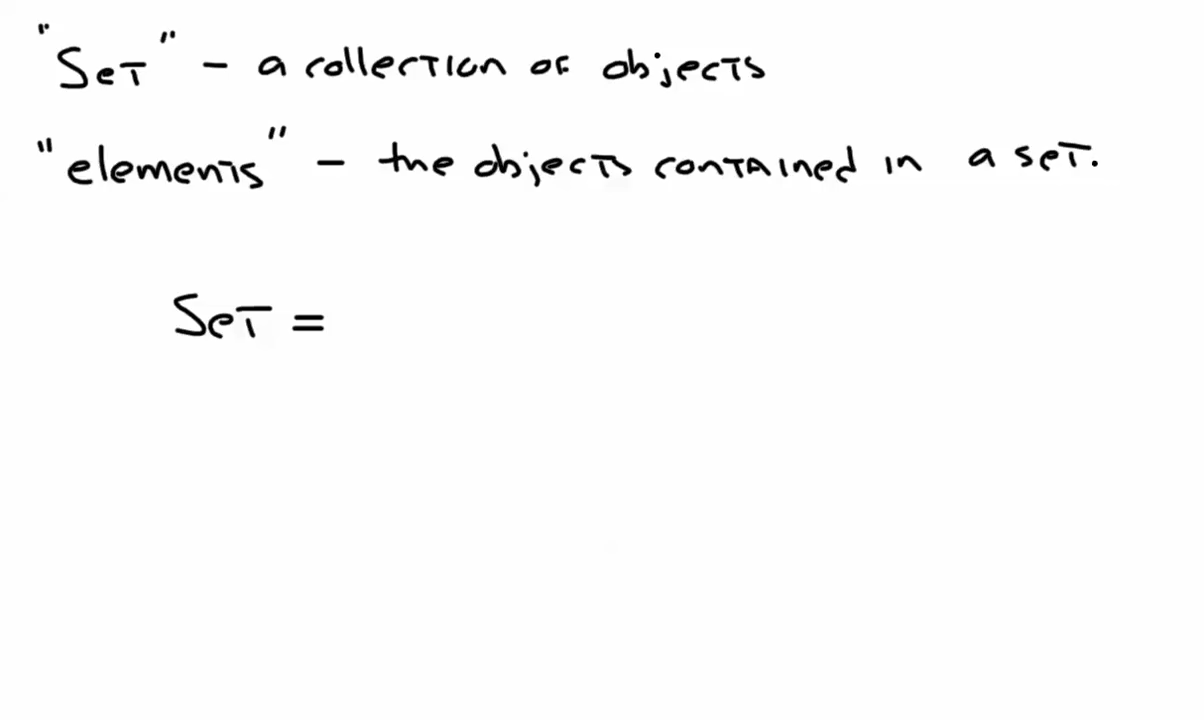 "Set" - a collection of objects
"elements" - the objects contained in a set.
Set =